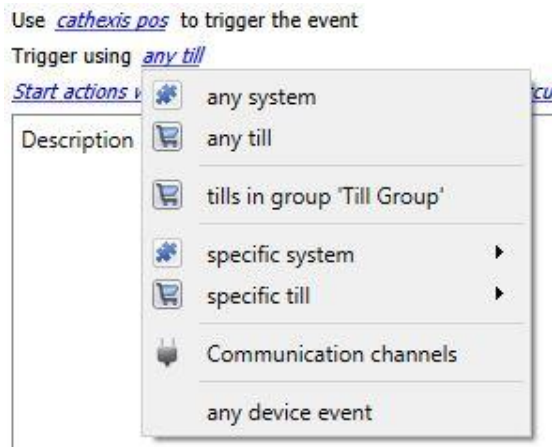 Use cathexis pos to trigger the event
Trigger using any till
Start actions
any system
any till
Description
tills in group 'Till Group'
specific system
specific till
Communication channels
any device event